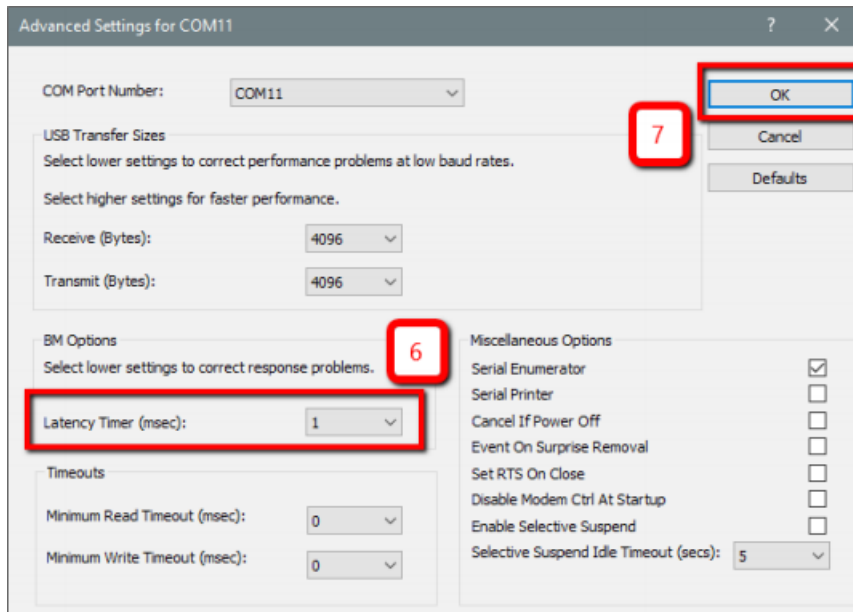 Advanced Settings for COM11
COM Port Number: COM11
OK
7
Cancel
Defaults
USB Transfer Sizes
Select lower settings to correct performance problems at low baud rates.
Select higher settings for faster performance.
Receive (Bytes): 4096
Transmit (Bytes): 4096
BM Options
Select lower settings to correct response problems.
6
Latency Timer (msec): 1
Timeouts
Minimum Read Timeout (msec): 0
Minimum Write Timeout (msec): 0
Miscellaneous Options
Serial Enumerator
Serial Printer
Cancel If Power Off
Event On Surprise Removal
Set RTS On Close
Disable Modem Ctrl At Startup
Enable Selective Suspend
Selective Suspend Idle Timeout (secs): 5